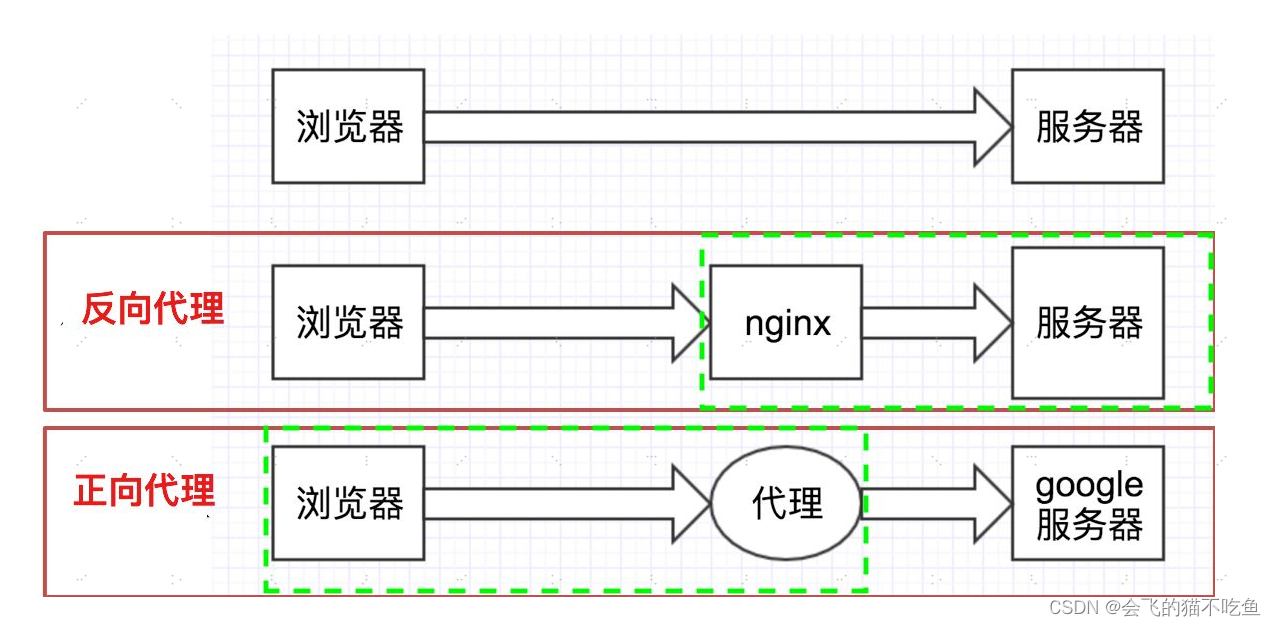 浏览器
服务器
反向代理
浏览器
nginx
服务器
正向代理
浏览器
代理
google
服务器
CSDN @会飞的猫不吃鱼